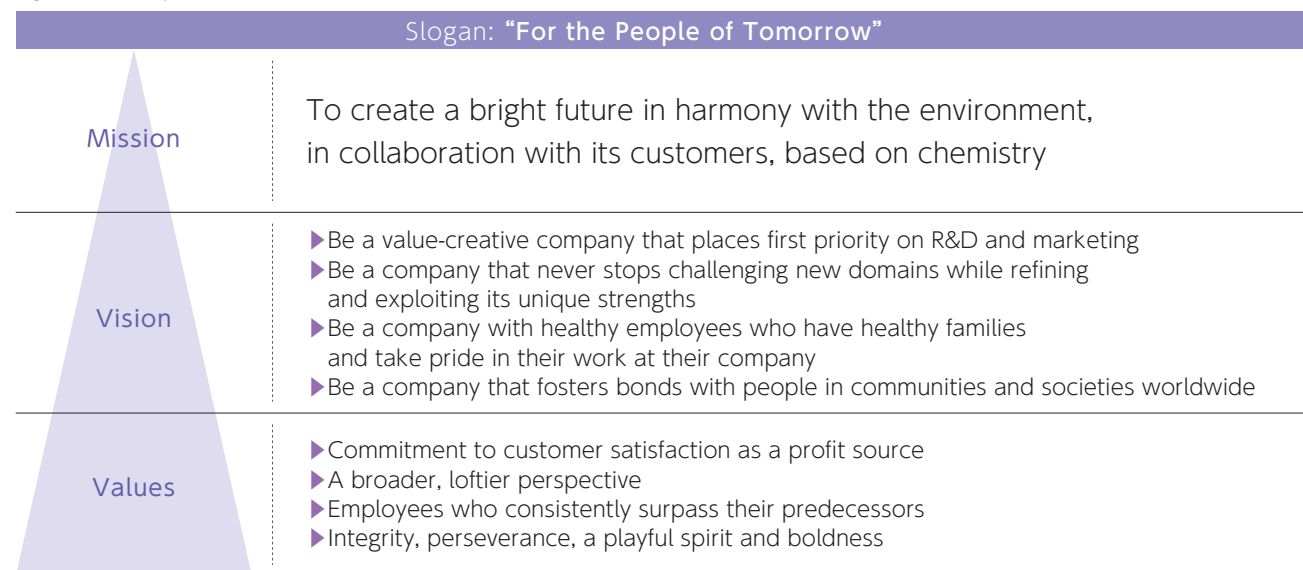 Slogan: “For the People of Tomorrow”
Mission
To create a bright future in harmony with the environment,
in collaboration with its customers, based on chemistry
Vision
▶Be a value-creative company that places first priority on R&D and marketing
▶Be a company that never stops challenging new domains while refining
and exploiting its unique strengths
▶Be a company with healthy employees who have healthy families
and take pride in their work at their company
▶Be a company that fosters bonds with people in communities and societies worldwide
Values
▶Commitment to customer satisfaction as a profit source
▶A broader, loftier perspective
▶Employees who consistently surpass their predecessors
▶Integrity, perseverance, a playful spirit and boldness